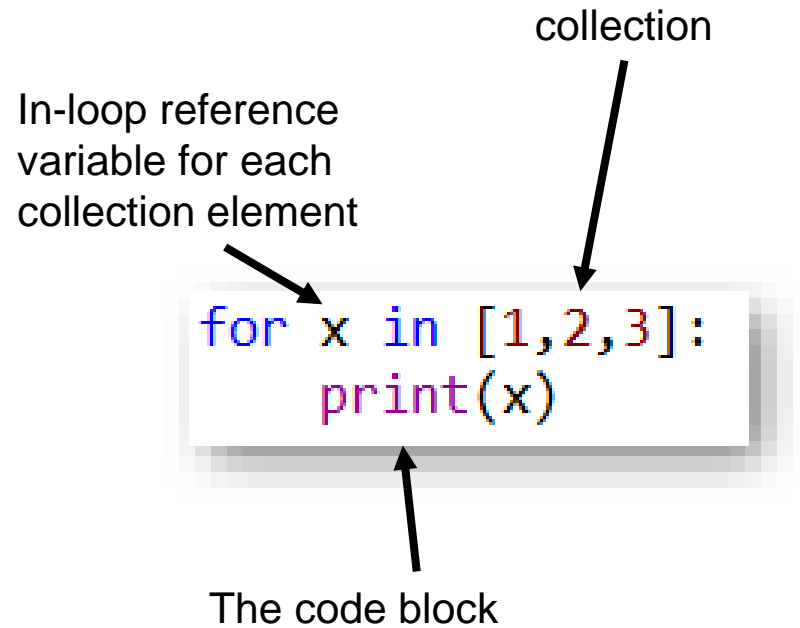 collection
In-loop reference
variable for each
collection element
for x in [1,2,3]:
    print(x)
The code block